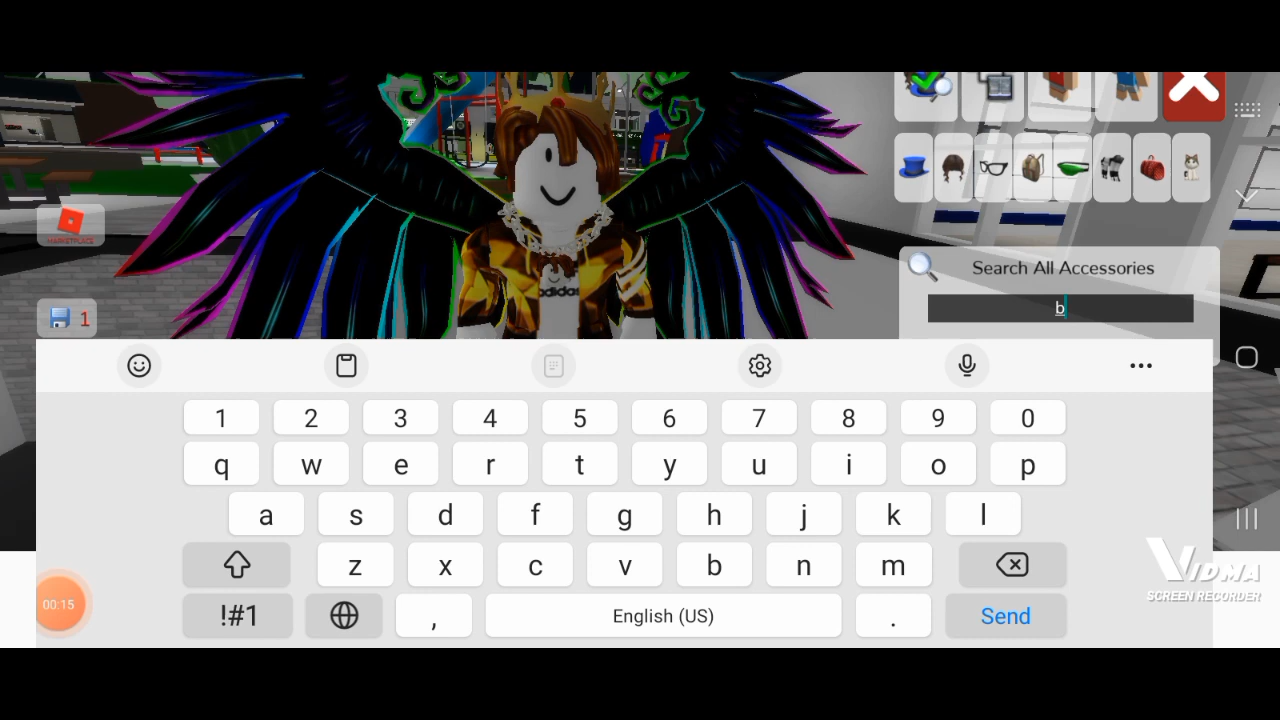 MARKETPLACE
Search All Accessories
b
1
adidas
1 2 3 4 5 6 7 8 9 0
q w e r t y u i o p
a s d f g h j k l
z x c v b n m
!#1 , English (US) . Send
00:15
VIDMA
SCREEN RECORDER